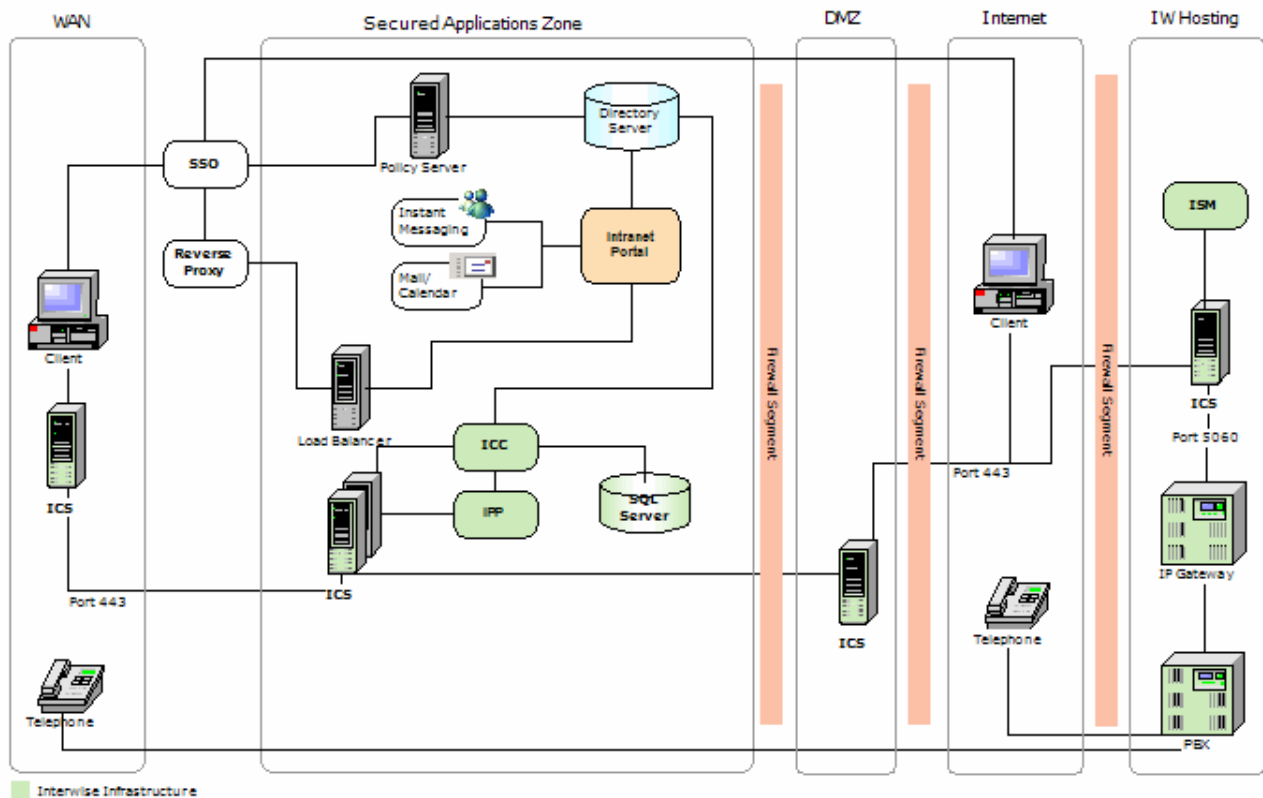 WAN
Secured Applications Zone
DMZ
Internet
IW Hosting
Directory
Server
SSO
Policy Server
Instant
Messaging
Intranet
Portal
ISM
Reverse
Proxy
Mail/
Calendar
Client
Client
Firewall Segment
Firewall Segment
Firewall Segment
ICS
Load Balancer
Port 5060
ICC
Port 443
ICS
SQL
Server
IPP
IP Gateway
ICS
Port 443
Telephone
ICS
Telephone
PBX
Interwise Infrastructure